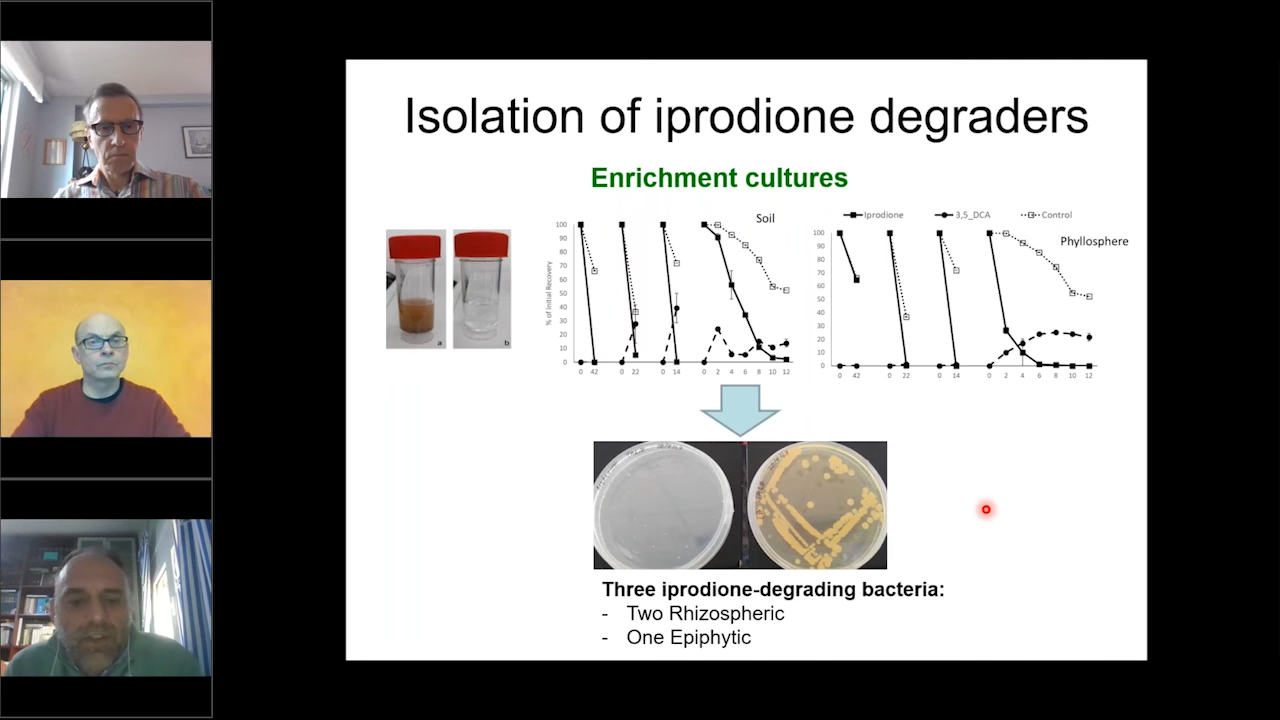 Isolation of iprodione degraders
Enrichment cultures
a
b
Soil
% of Initial Recovery
100
90
80
70
60
50
40
30
20
10
0
0 42 0 22 0 14 0 2 4 6 8 10 12
Iprodione 3,5_DCA Control
Phyllosphere
100
90
80
70
60
50
40
30
20
10
0
0 42 0 22 0 14 0 2 4 6 8 10 12
Three iprodione-degrading bacteria:
- Two Rhizospheric
- One Epiphytic